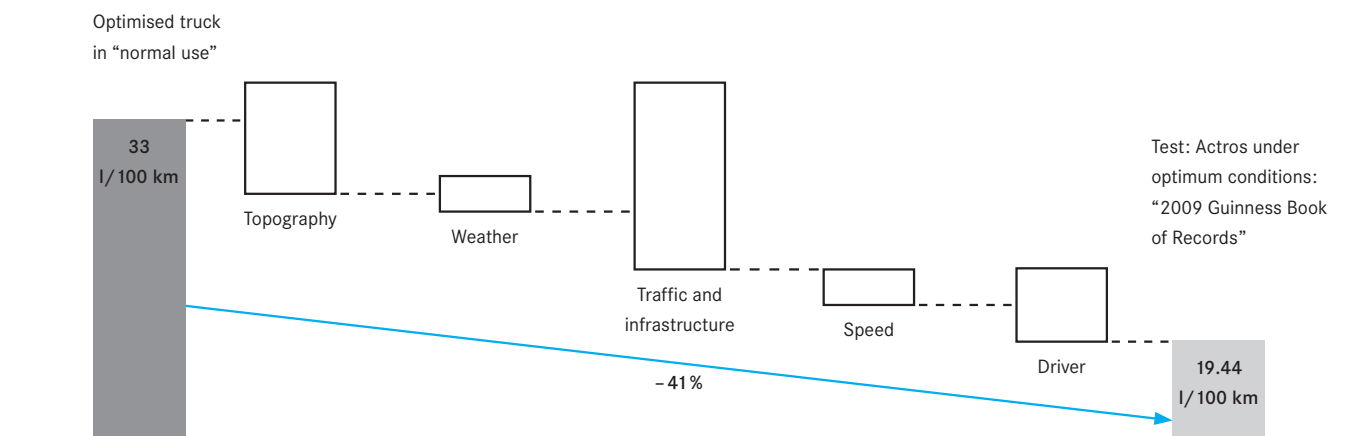 Optimised truck
in “normal use”
33
l/100 km
Topography
Weather
Traffic and
infrastructure
Speed
Driver
– 41%
Test: Actros under
optimum conditions:
“2009 Guinness Book
of Records”
19.44
l/100 km